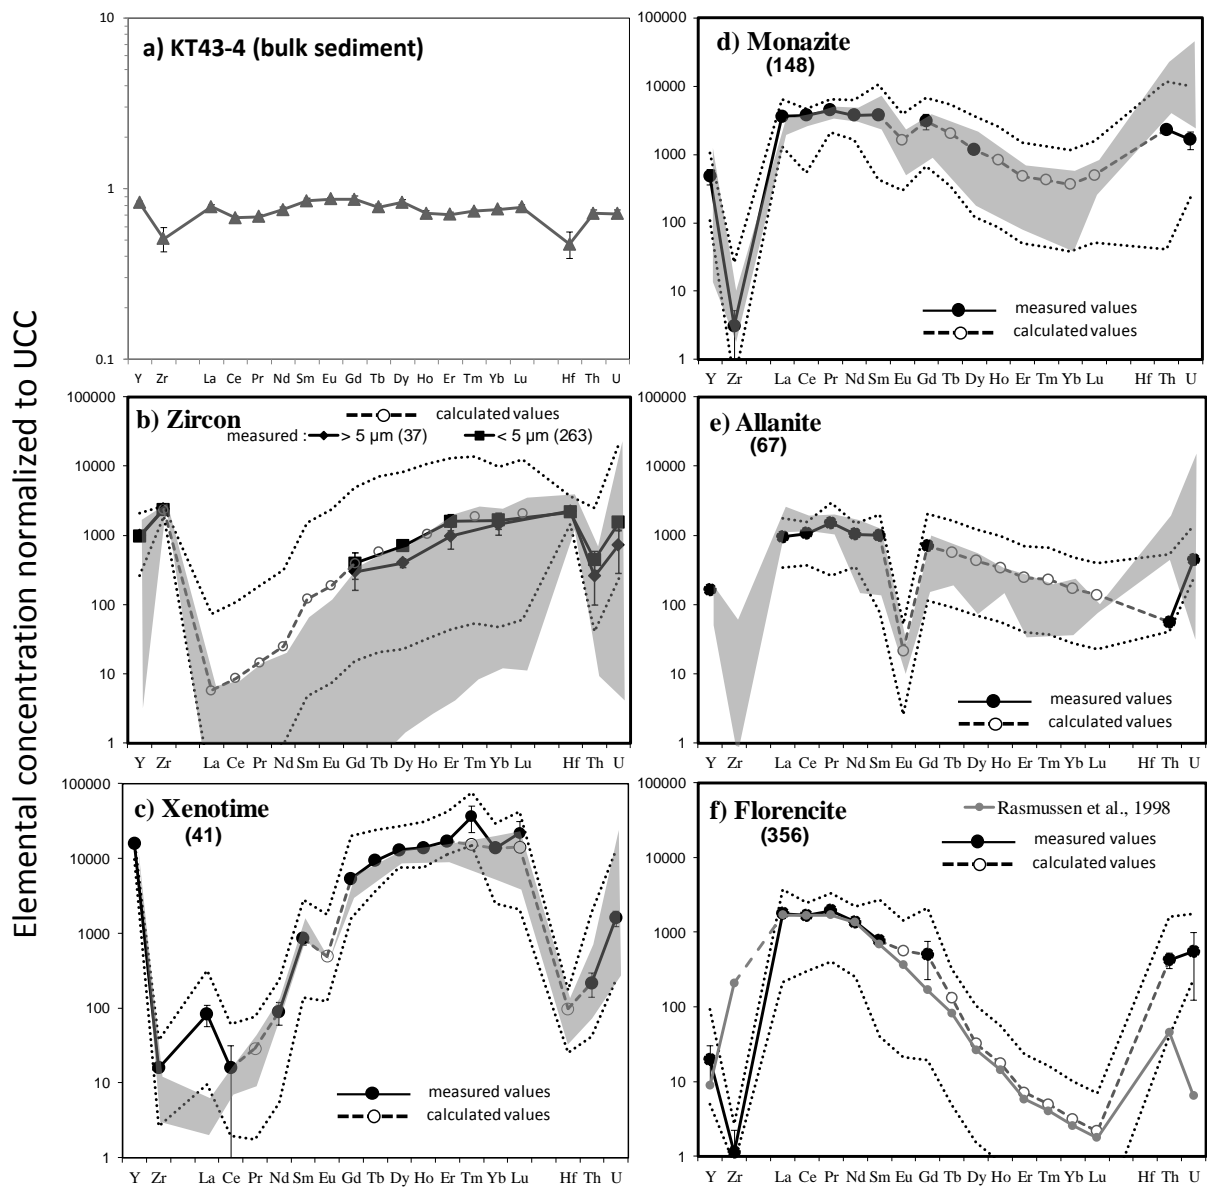 Elemental concentration normalized to UCC
a) KT43-4 (bulk sediment)
10
1
0.1
Y Zr La Ce Pr Nd Sm Eu Gd Tb Dy Ho Er Tm Yb Lu Hf Th U
d) Monazite
(148)
100000
10000
1000
100
10
1
measured values
calculated values
Y Zr La Ce Pr Nd Sm Eu Gd Tb Dy Ho Er Tm Yb Lu Hf Th U
b) Zircon
calculated values
measured : > 5 µm (37) < 5 µm (263)
100000
10000
1000
100
10
1
Y Zr La Ce Pr Nd Sm Eu Gd Tb Dy Ho Er Tm Yb Lu Hf Th U
e) Allanite
(67)
100000
10000
1000
100
10
1
measured values
calculated values
Y Zr La Ce Pr Nd Sm Eu Gd Tb Dy Ho Er Tm Yb Lu Hf Th U
c) Xenotime
(41)
100000
10000
1000
100
10
1
measured values
calculated values
Y Zr La Ce Pr Nd Sm Eu Gd Tb Dy Ho Er Tm Yb Lu Hf Th U
f) Florencite
(356)
Rasmussen et al., 1998
measured values
calculated values
100000
10000
1000
100
10
1
Y Zr La Ce Pr Nd Sm Eu Gd Tb Dy Ho Er Tm Yb Lu Hf Th U